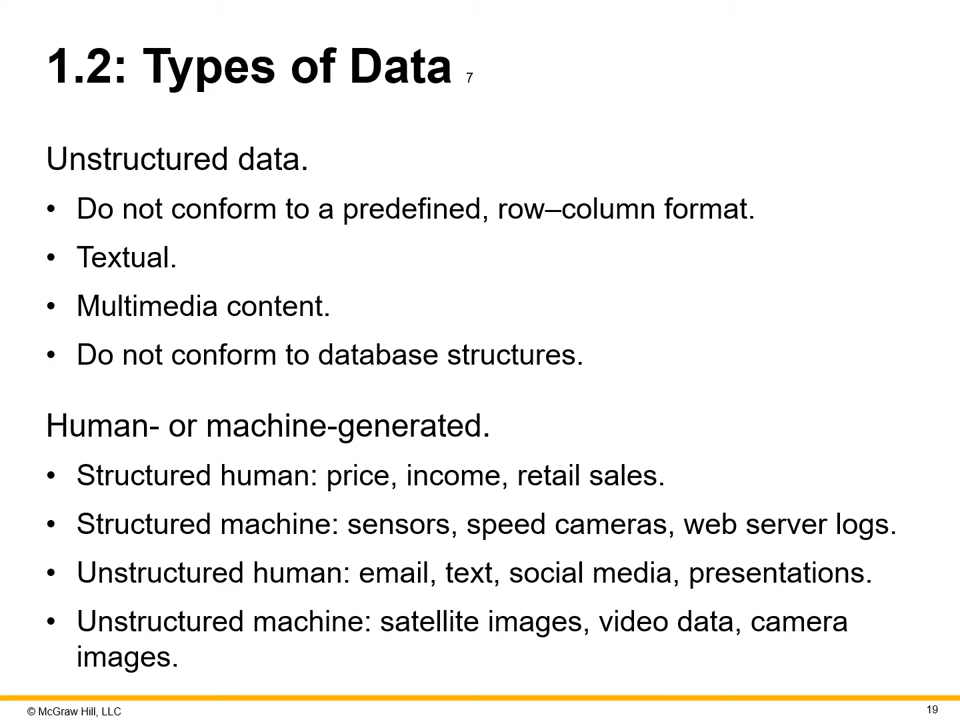 1.2: Types of Data 7
Unstructured data.
• Do not conform to a predefined, row–column format.
• Textual.
• Multimedia content.
• Do not conform to database structures.
Human- or machine-generated.
• Structured human: price, income, retail sales.
• Structured machine: sensors, speed cameras, web server logs.
• Unstructured human: email, text, social media, presentations.
• Unstructured machine: satellite images, video data, camera
images.
© McGraw Hill, LLC
19